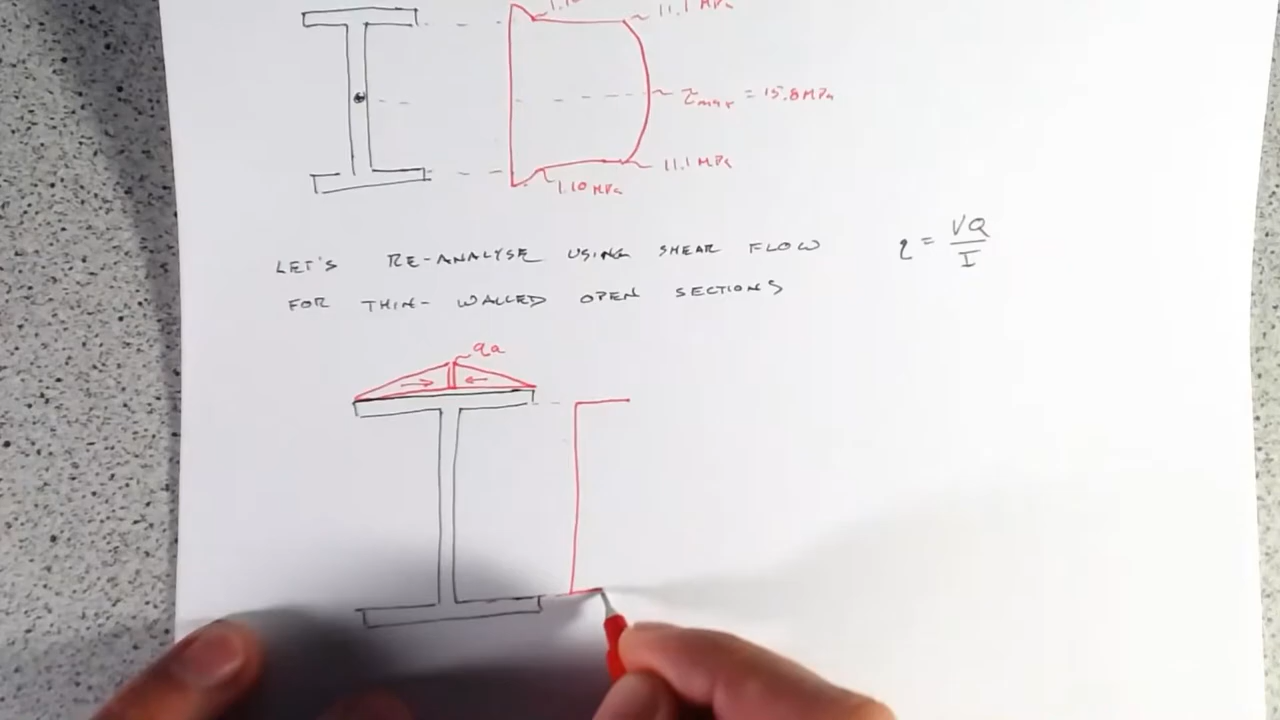 11.1 MPa
τmax = 15.8 MPa
11.1 MPa
1.10 MPa
LET'S RE-ANALYSE USING SHEAR FLOW
FOR THIN-WALLED OPEN SECTIONS
q = VQ / I
qa